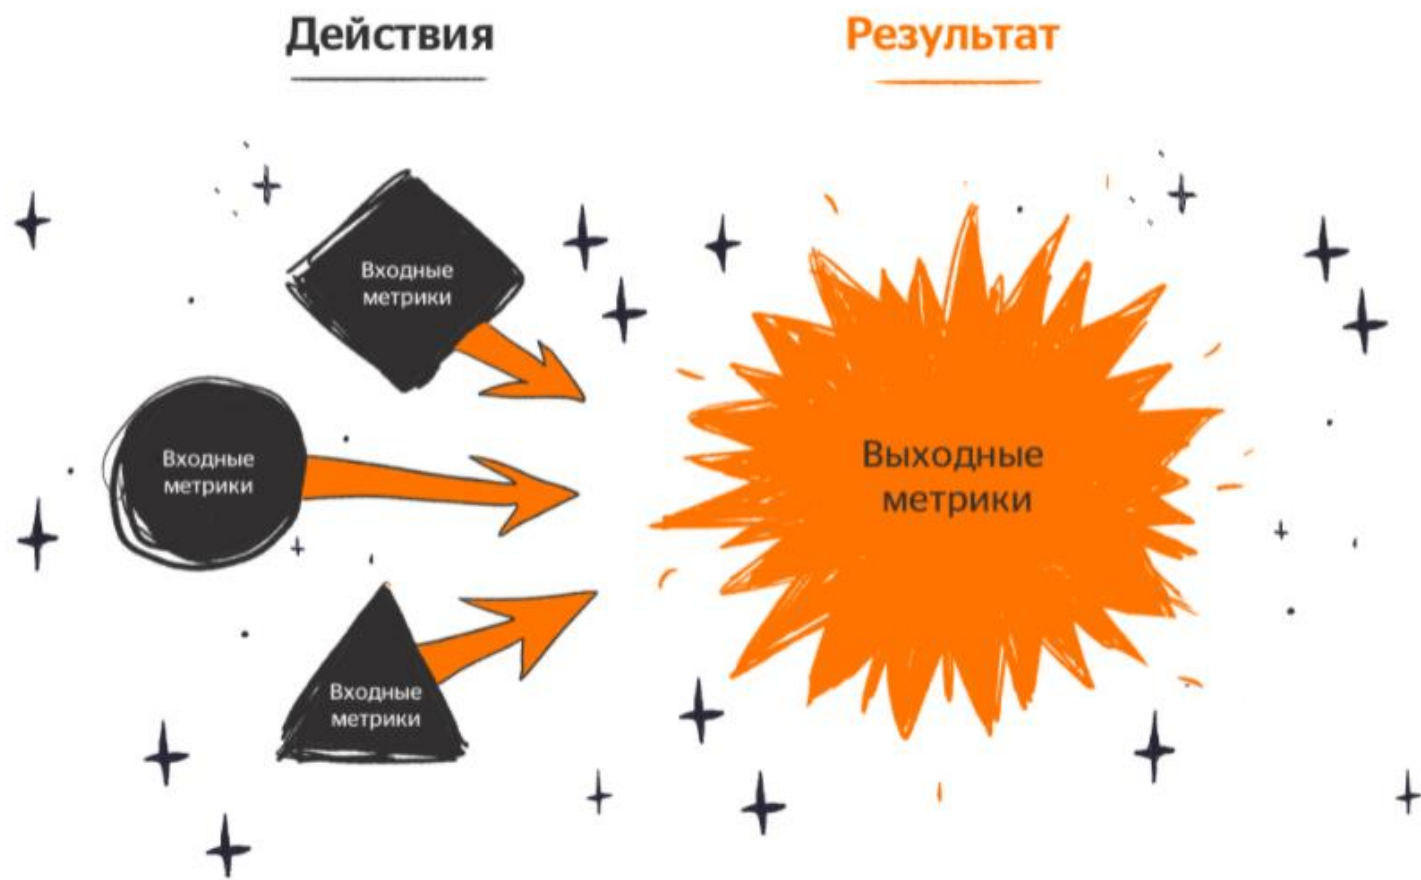 Действия
Результат
Входные
метрики
Входные
метрики
Входные
метрики
Выходные
метрики